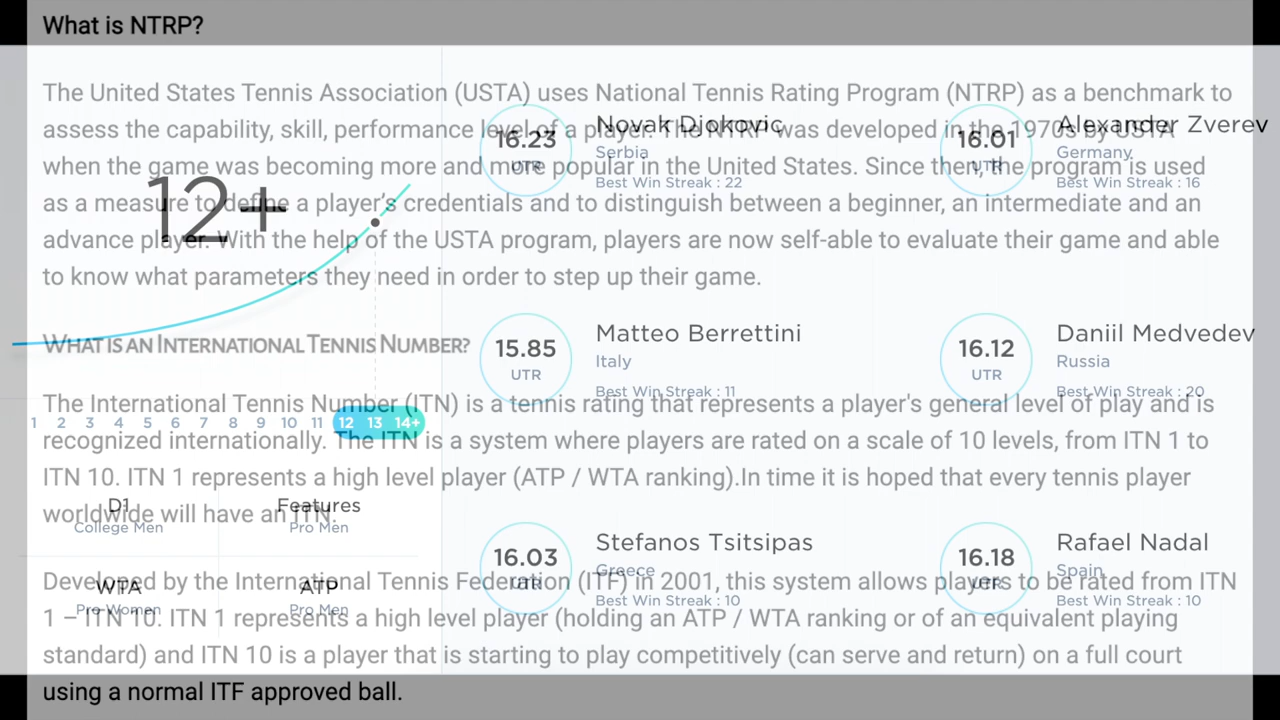 What is NTRP?
The United States Tennis Association (USTA) uses National Tennis Rating Program (NTRP) as a benchmark to
assess the capability, skill, performance level of a player. The NTRP was developed in the 1970s by USTA
when the game was becoming more and more popular in the United States. Since then, the program is used
as a measure to define a player's credentials and to distinguish between a beginner, an intermediate and an
advance player. With the help of the USTA program, players are now self-able to evaluate their game and able
to know what parameters they need in order to step up their game.
WHAT IS AN INTERNATIONAL TENNIS NUMBER?
The International Tennis Number (ITN) is a tennis rating that represents a player's general level of play and is
recognized internationally. The ITN is a system where players are rated on a scale of 10 levels, from ITN 1 to
ITN 10. ITN 1 represents a high level player (ATP / WTA ranking).In time it is hoped that every tennis player
worldwide will have an ITN.
Developed by the International Tennis Federation (ITF) in 2001, this system allows players to be rated from ITN
1 – ITN 10. ITN 1 represents a high level player (holding an ATP / WTA ranking or of an equivalent playing
standard) and ITN 10 is a player that is starting to play competitively (can serve and return) on a full court
using a normal ITF approved ball.
12+
1 2 3 4 5 6 7 8 9 10 11 12 13 14+
D1
College Men
Features
Pro Men
WTA
Pro Women
ATP
Pro Men
16.23
UTR
Novak Djokovic
Serbia
Best Win Streak : 22
16.01
UTR
Alexander Zverev
Germany
Best Win Streak : 16
15.85
UTR
Matteo Berrettini
Italy
Best Win Streak : 11
16.12
UTR
Daniil Medvedev
Russia
Best Win Streak : 20
16.03
UTR
Stefanos Tsitsipas
Greece
Best Win Streak : 10
16.18
UTR
Rafael Nadal
Spain
Best Win Streak : 10